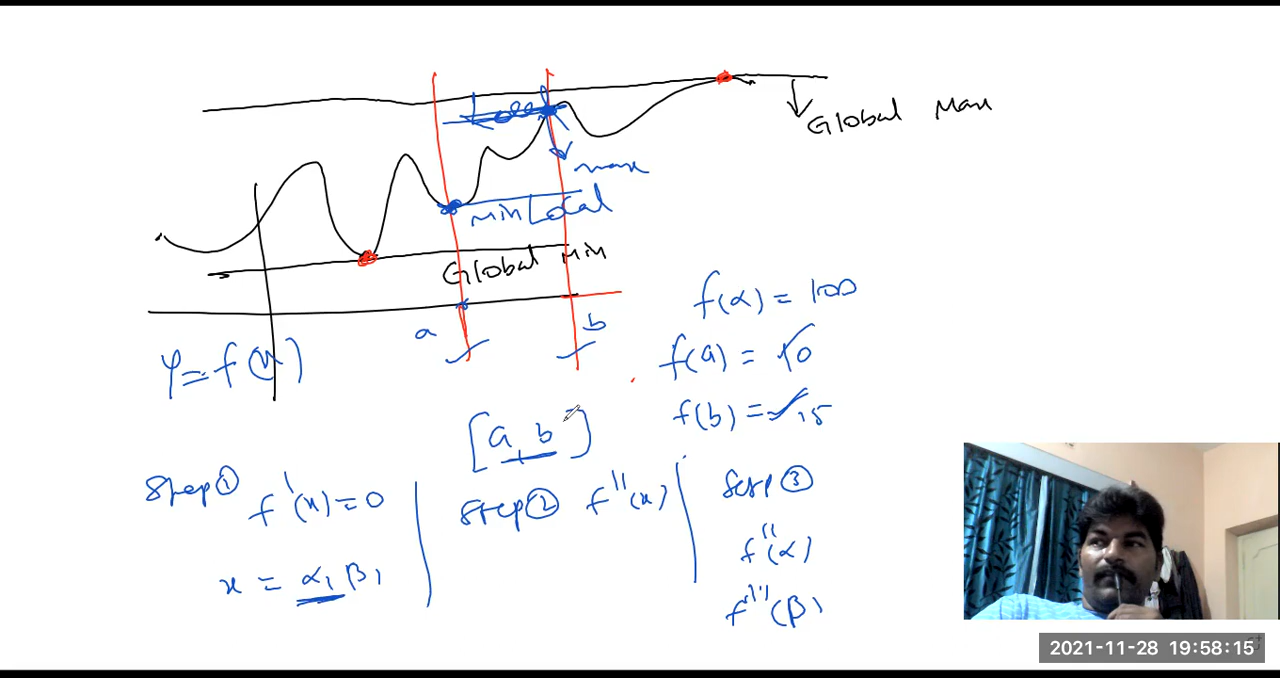 Global Max
Local
max
Min Local
Global Min
a
b
y = f(x)
f(α) = 100
f(a) = 10
f(b) = 15
[a, b]
Step ①
f'(x) = 0
x = α, β,
Step ② f''(x)
Step ③
f''(α)
f'''(β)
2021-11-28 19:58:15